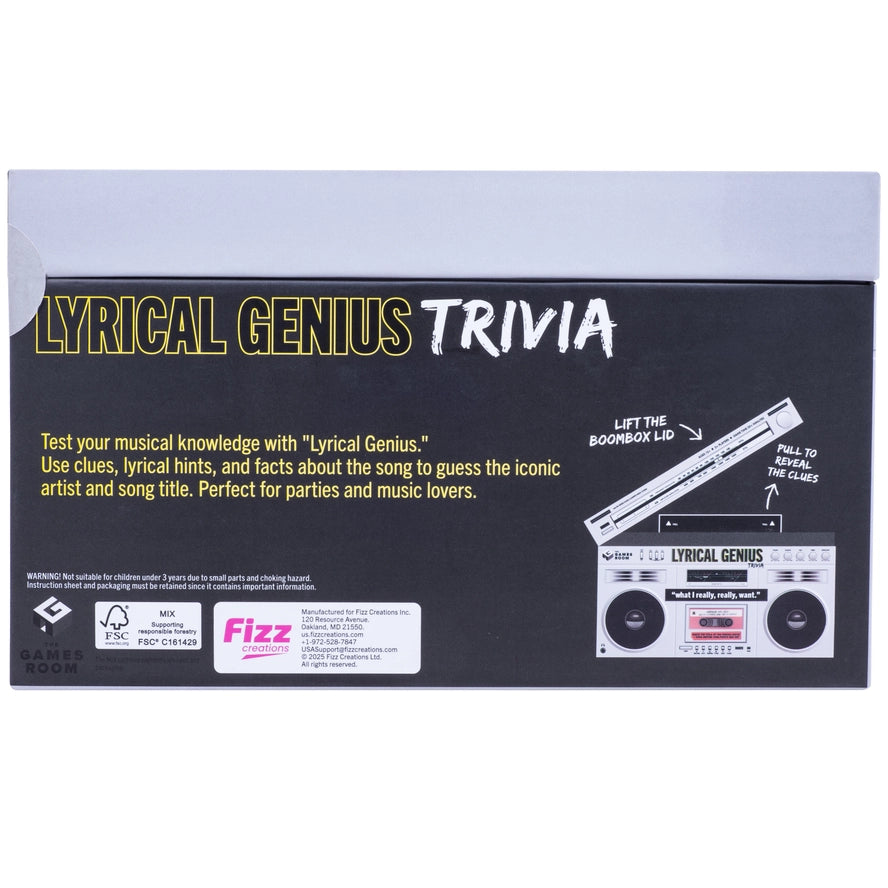 LYRICAL GENIUS TRIVIA
Test your musical knowledge with "Lyrical Genius."
Use clues, lyrical hints, and facts about the song to guess the iconic
artist and song title. Perfect for parties and music lovers.
LIFT THE
BOOMBOX LID
PULL TO
REVEAL
THE CLUES
THE
GAMES
ROOM
LYRICAL GENIUS
TRIVIA
"what I really, really, want."
WARNING! Not suitable for children under 3 years due to small parts and choking hazard.
Instruction sheet and packaging must be retained since it contains important information.
THE
GAMES
ROOM
FSC
www.fsc.org
MIX
Supporting
responsible forestry
FSC® C161429
Fizz
creations
Manufactured for Fizz Creations Inc.
120 Resource Avenue.
Oakland, MD 21550.
us.fizzcreations.com
+1-972-528-7847
USASupport@fizzcreations.com
© 2025 Fizz Creations Ltd.
All rights reserved.